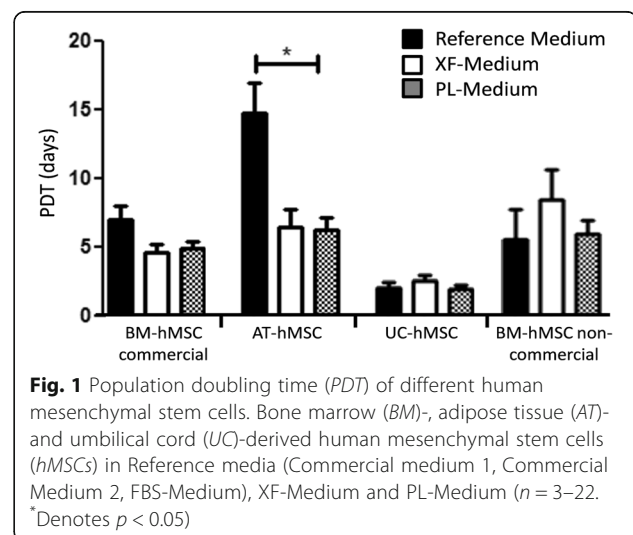 *
Reference Medium
XF-Medium
PL-Medium
20
15
10
5
0
PDT (days)
BM-hMSC
commercial
AT-hMSC
UC-hMSC
BM-hMSC non-
commercial
Fig. 1 Population doubling time (PDT) of different human
mesenchymal stem cells. Bone marrow (BM)-, adipose tissue (AT)-
and umbilical cord (UC)-derived human mesenchymal stem cells
(hMSCs) in Reference media (Commercial medium 1, Commercial
Medium 2, FBS-Medium), XF-Medium and PL-Medium (n = 3–22.
*Denotes p < 0.05)